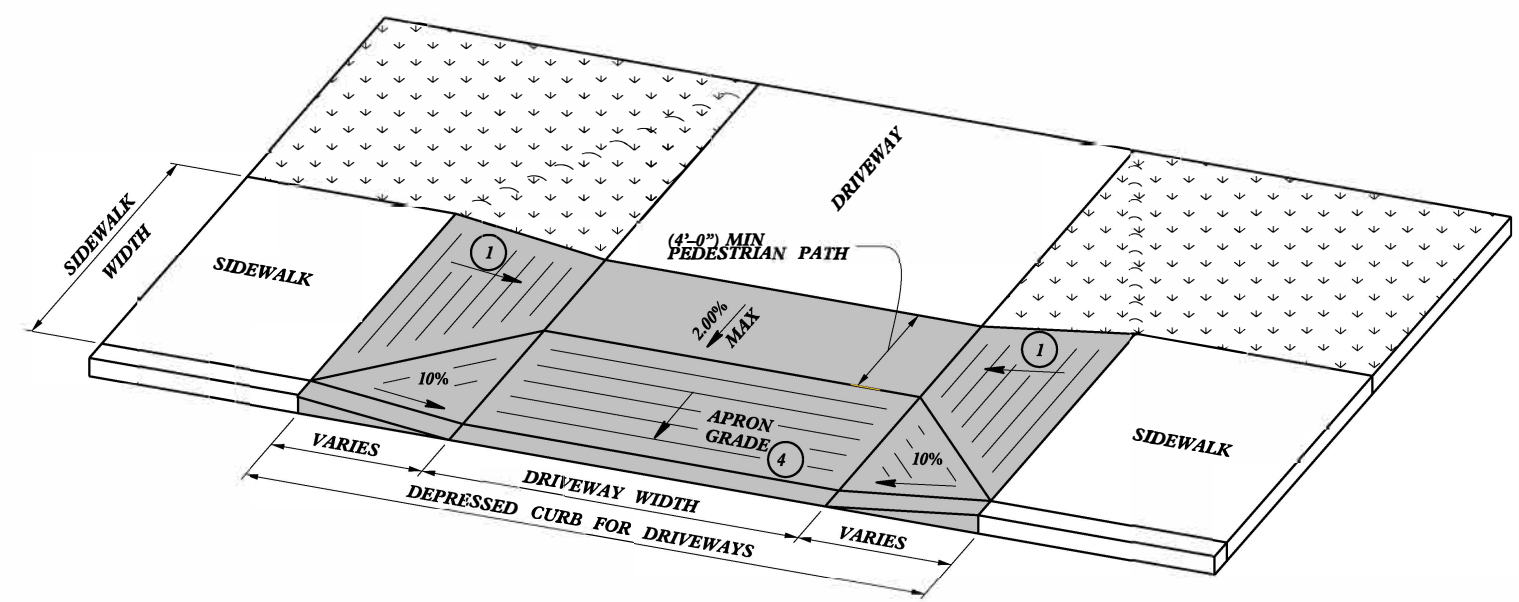 DRIVEWAY
SIDEWALK
WIDTH
(4'-0") MIN
PEDESTRIAN PATH
1
SIDEWALK
2.00%
MAX
1
10%
APRON
GRADE
4
10%
SIDEWALK
VARIES
DRIVEWAY WIDTH
VARIES
DEPRESSED CURB FOR DRIVEWAYS